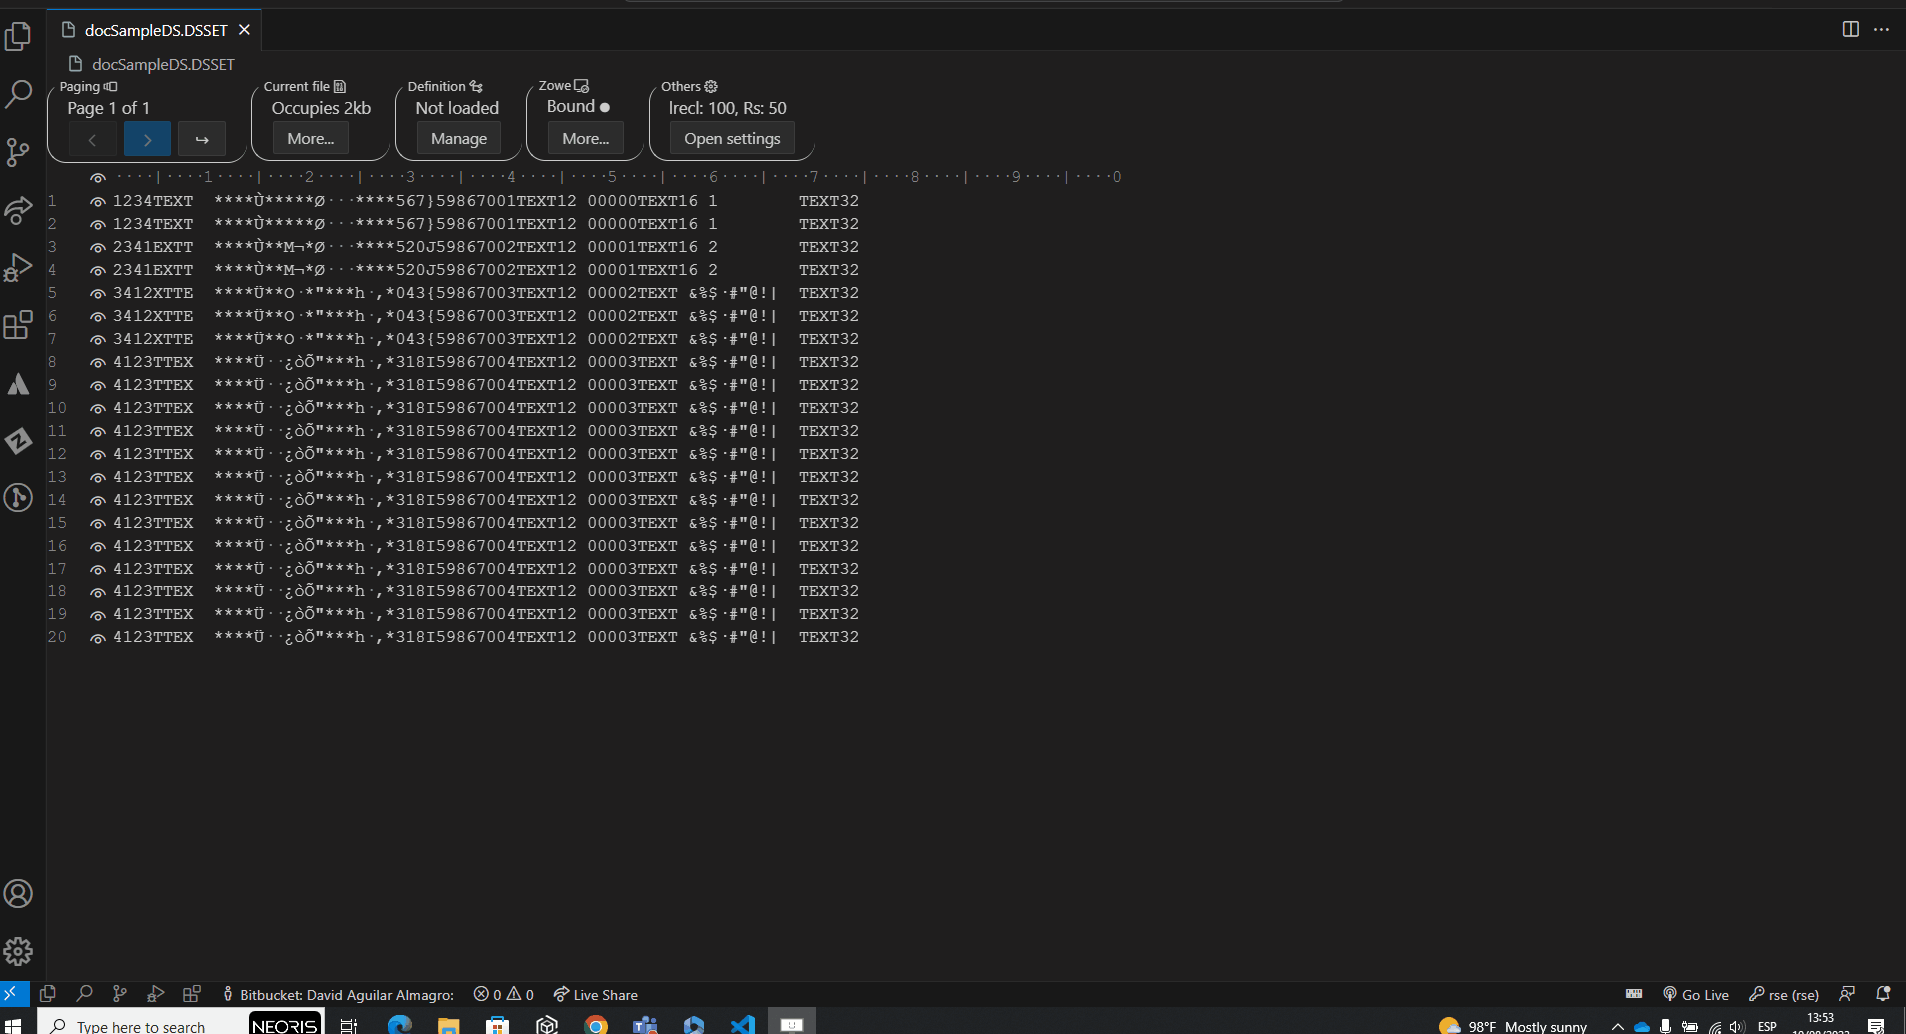 docSampleDS.DSSET
docSampleDS.DSSET
Paging Current file Definition Zowe Others
Page 1 of 1 Occupies 2kb Not loaded Bound ● lrecl: 100, Rs: 50
< > ↪ More... Manage More... Open settings
····|····1····|····2····|····3····|····4····|····5····|····6····|····7····|····8····|····9····|····0
1 1234TEXT  ****Ù*****Ø···****567}59867001TEXT12 00000TEXT16 1        TEXT32
2 1234TEXT  ****Ù*****Ø···****567}59867001TEXT12 00000TEXT16 1        TEXT32
3 2341EXTT  ****Ù**M¬*Ø···****520J59867002TEXT12 00001TEXT16 2        TEXT32
4 2341EXTT  ****Ù**M¬*Ø···****520J59867002TEXT12 00001TEXT16 2        TEXT32
5 3412XTTE  ****Ü**O·*"***h·,*043{59867003TEXT12 00002TEXT &%$·#"@!|  TEXT32
6 3412XTTE  ****Ü**O·*"***h·,*043{59867003TEXT12 00002TEXT &%$·#"@!|  TEXT32
7 3412XTTE  ****Ü**O·*"***h·,*043{59867003TEXT12 00002TEXT &%$·#"@!|  TEXT32
8 4123TTEX  ****Ü··¿òÕ"***h·,*318I59867004TEXT12 00003TEXT &%$·#"@!|  TEXT32
9 4123TTEX  ****Ü··¿òÕ"***h·,*318I59867004TEXT12 00003TEXT &%$·#"@!|  TEXT32
10 4123TTEX  ****Ü··¿òÕ"***h·,*318I59867004TEXT12 00003TEXT &%$·#"@!|  TEXT32
11 4123TTEX  ****Ü··¿òÕ"***h·,*318I59867004TEXT12 00003TEXT &%$·#"@!|  TEXT32
12 4123TTEX  ****Ü··¿òÕ"***h·,*318I59867004TEXT12 00003TEXT &%$·#"@!|  TEXT32
13 4123TTEX  ****Ü··¿òÕ"***h·,*318I59867004TEXT12 00003TEXT &%$·#"@!|  TEXT32
14 4123TTEX  ****Ü··¿òÕ"***h·,*318I59867004TEXT12 00003TEXT &%$·#"@!|  TEXT32
15 4123TTEX  ****Ü··¿òÕ"***h·,*318I59867004TEXT12 00003TEXT &%$·#"@!|  TEXT32
16 4123TTEX  ****Ü··¿òÕ"***h·,*318I59867004TEXT12 00003TEXT &%$·#"@!|  TEXT32
17 4123TTEX  ****Ü··¿òÕ"***h·,*318I59867004TEXT12 00003TEXT &%$·#"@!|  TEXT32
18 4123TTEX  ****Ü··¿òÕ"***h·,*318I59867004TEXT12 00003TEXT &%$·#"@!|  TEXT32
19 4123TTEX  ****Ü··¿òÕ"***h·,*318I59867004TEXT12 00003TEXT &%$·#"@!|  TEXT32
20 4123TTEX  ****Ü··¿òÕ"***h·,*318I59867004TEXT12 00003TEXT &%$·#"@!|  TEXT32
Bitbucket: David Aguilar Almagro: 0 0 Live Share Go Live rse (rse)
Type here to search NEORIS 98°F Mostly sunny ESP 13:53